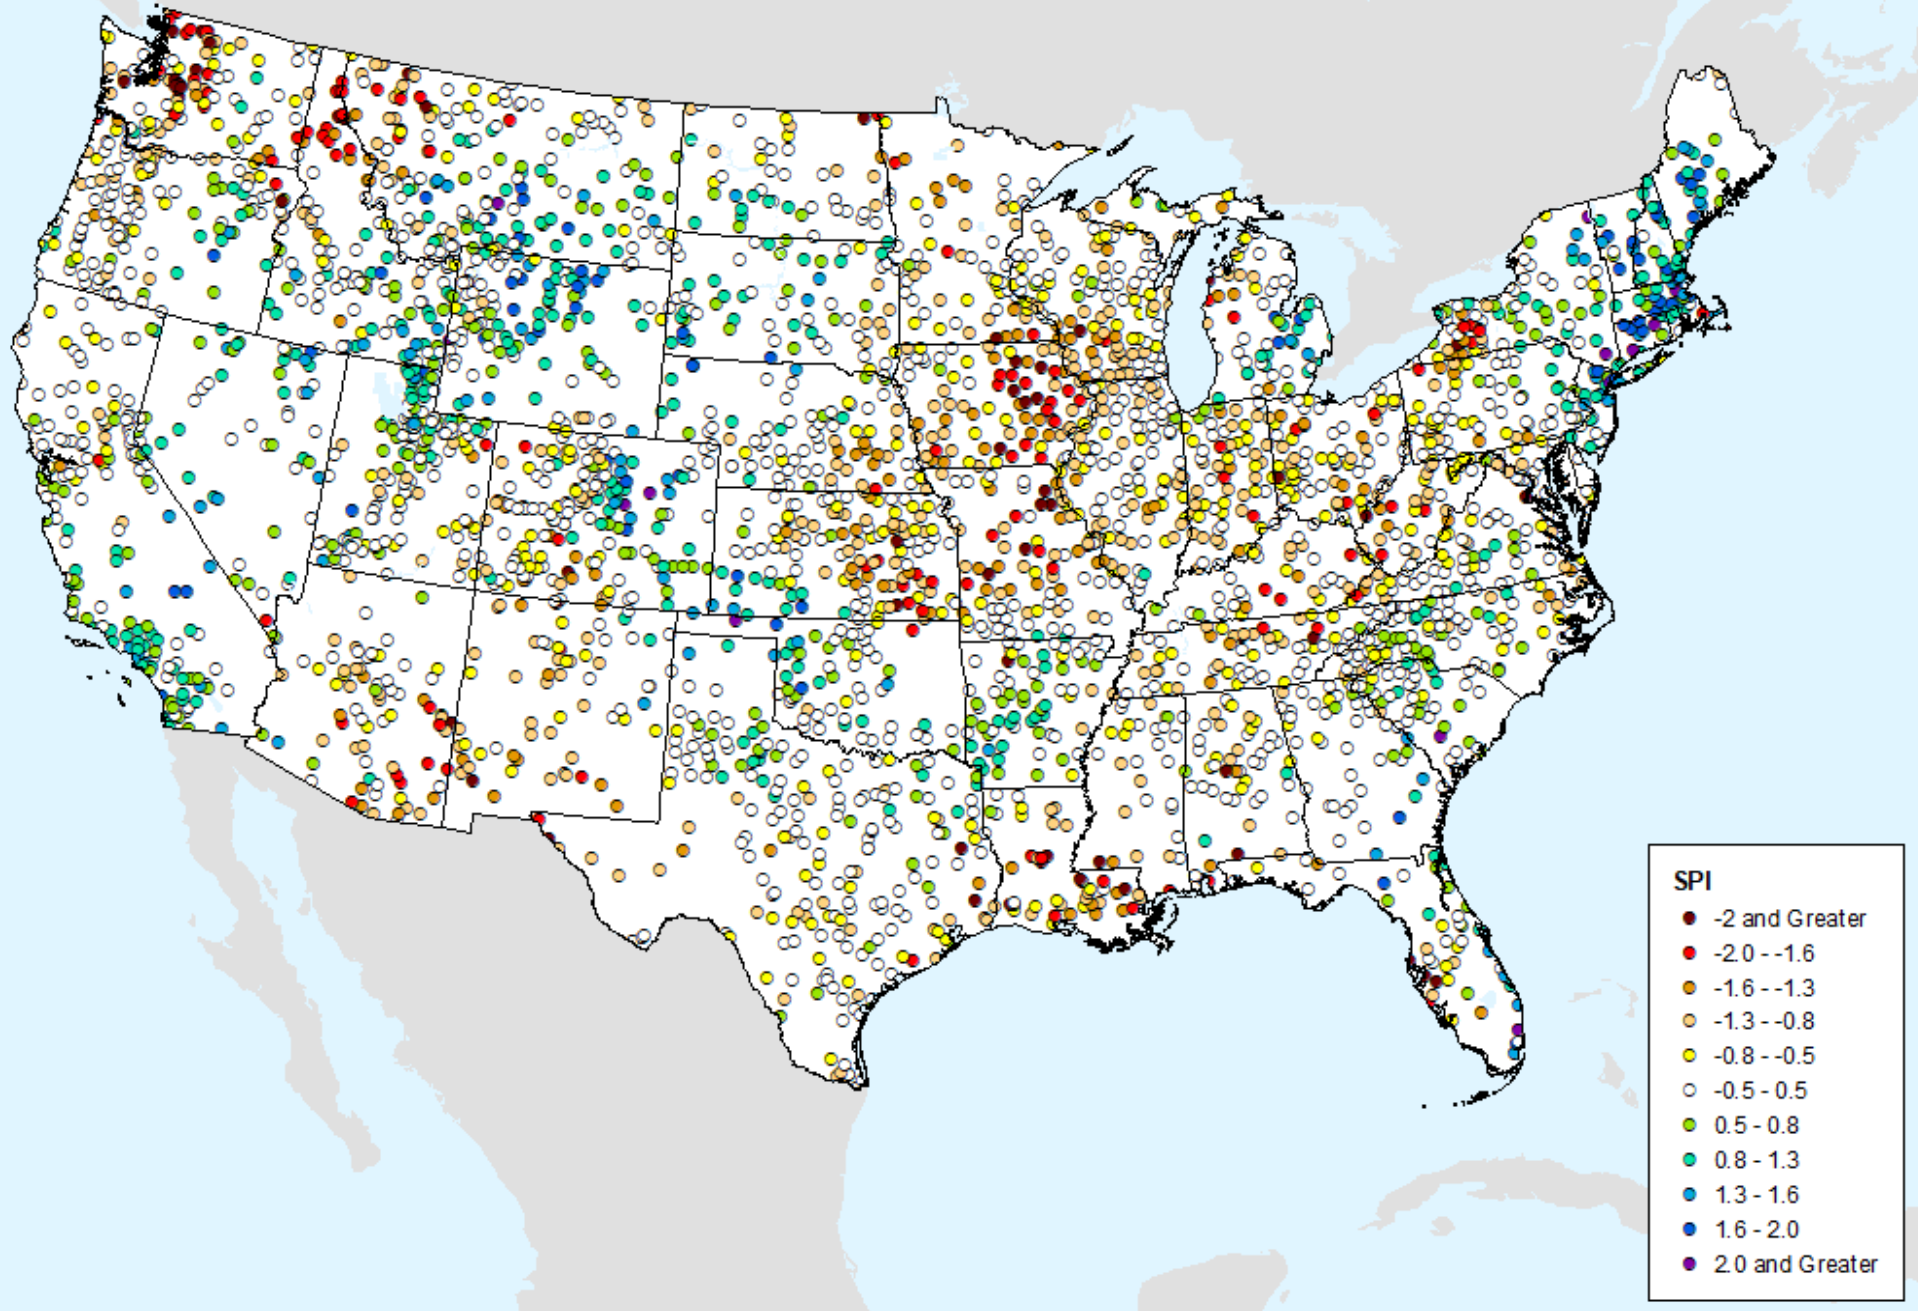 SPI
-2 and Greater
-2.0 - -1.6
-1.6 - -1.3
-1.3 - -0.8
-0.8 - -0.5
-0.5 - 0.5
0.5 - 0.8
0.8 - 1.3
1.3 - 1.6
1.6 - 2.0
2.0 and Greater